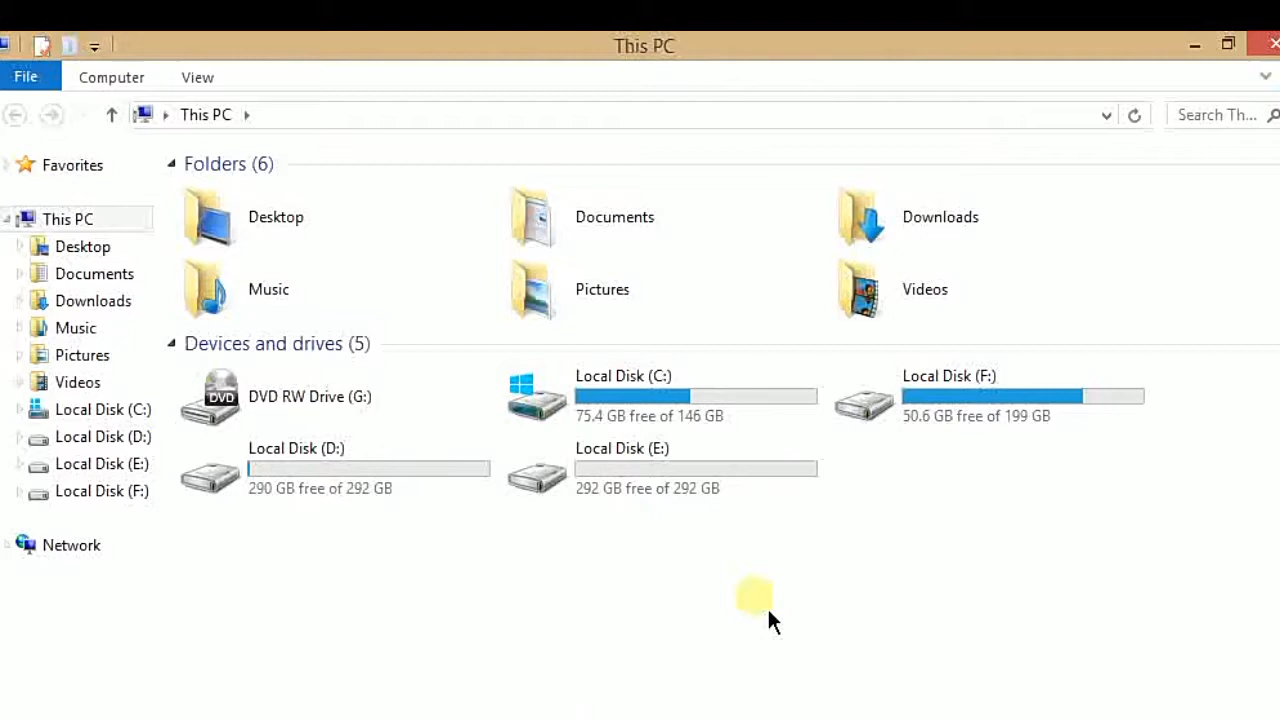 This PC
File Computer View
This PC
Search Th...
Favorites
This PC
Desktop
Documents
Downloads
Music
Pictures
Videos
Local Disk (C:)
Local Disk (D:)
Local Disk (E:)
Local Disk (F:)
Network
Folders (6)
Desktop Documents Downloads
Music Pictures Videos
Devices and drives (5)
DVD
DVD RW Drive (G:)
Local Disk (C:)
75.4 GB free of 146 GB
Local Disk (F:)
50.6 GB free of 199 GB
Local Disk (D:)
290 GB free of 292 GB
Local Disk (E:)
292 GB free of 292 GB